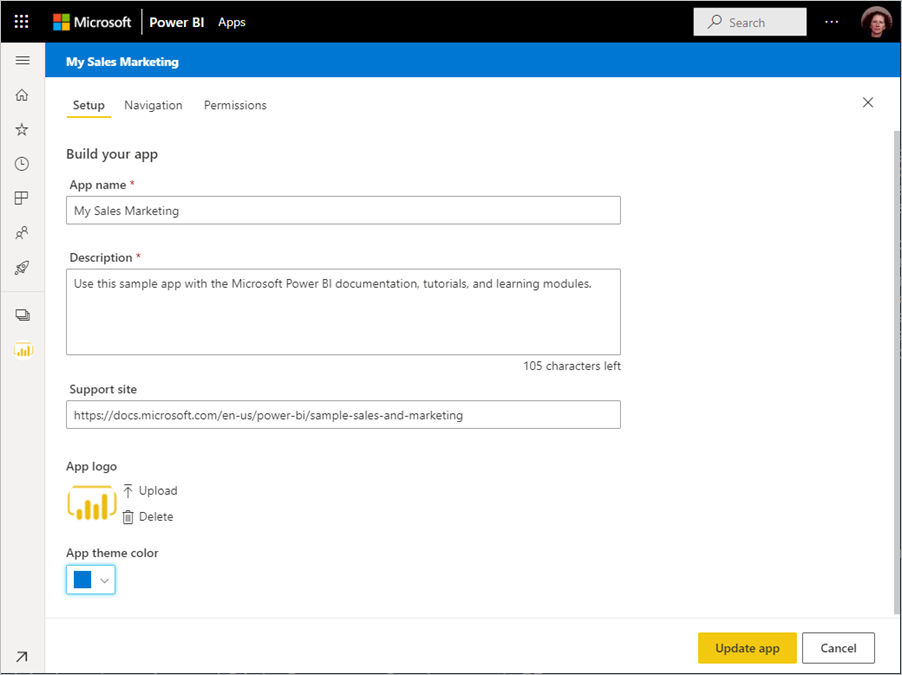 Microsoft Power BI Apps Search
My Sales Marketing
Setup Navigation Permissions
Build your app
App name *
My Sales Marketing
Description *
Use this sample app with the Microsoft Power BI documentation, tutorials, and learning modules.
105 characters left
Support site
https://docs.microsoft.com/en-us/power-bi/sample-sales-and-marketing
App logo
Upload
Delete
App theme color
Update app Cancel